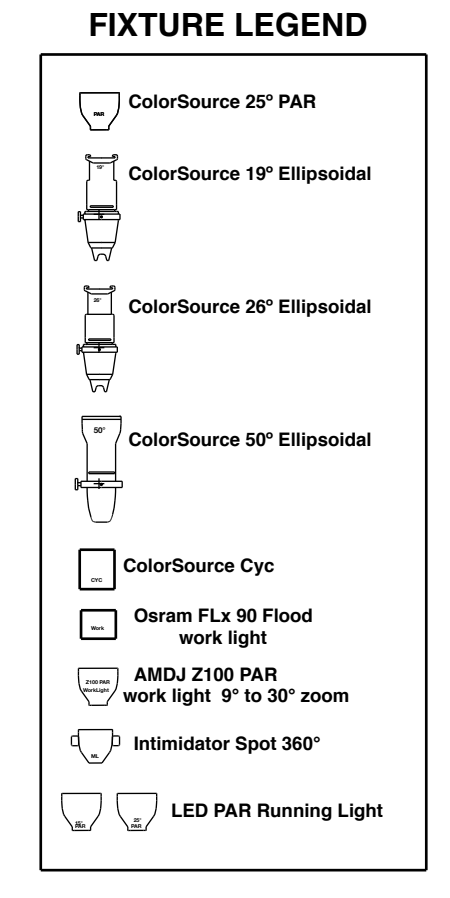 FIXTURE LEGEND
PAR
ColorSource 25° PAR
19°
ColorSource 19° Ellipsoidal
26°
ColorSource 26° Ellipsoidal
50°
ColorSource 50° Ellipsoidal
CYC
ColorSource Cyc
Work
Osram FLx 90 Flood
work light
Z100 PAR
WorkLight
AMDJ Z100 PAR
work light 9° to 30° zoom
ML
Intimidator Spot 360°
PAR
25°
PAR
LED PAR Running Light